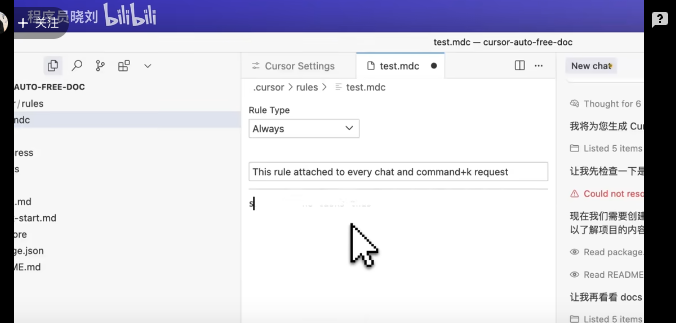 程序员晓刘 bilibili
+ 关注
?
test.mdc — cursor-auto-free-doc
Cursor Settings
test.mdc
New chat
AUTO-FREE-DOC
/ rules
mdc
ress
s
.md
-start.md
ore
ge.json
ME.md
.cursor > rules > test.mdc
Rule Type
Always
This rule attached to every chat and command+k request
s
Thought for 6
我将为您生成 Cu
Listed 5 items
让我先检查一下是
Could not reso
现在我们需要创建
以了解项目的内容
Read package.
Read README
让我再看看 docs
Listed 5 items